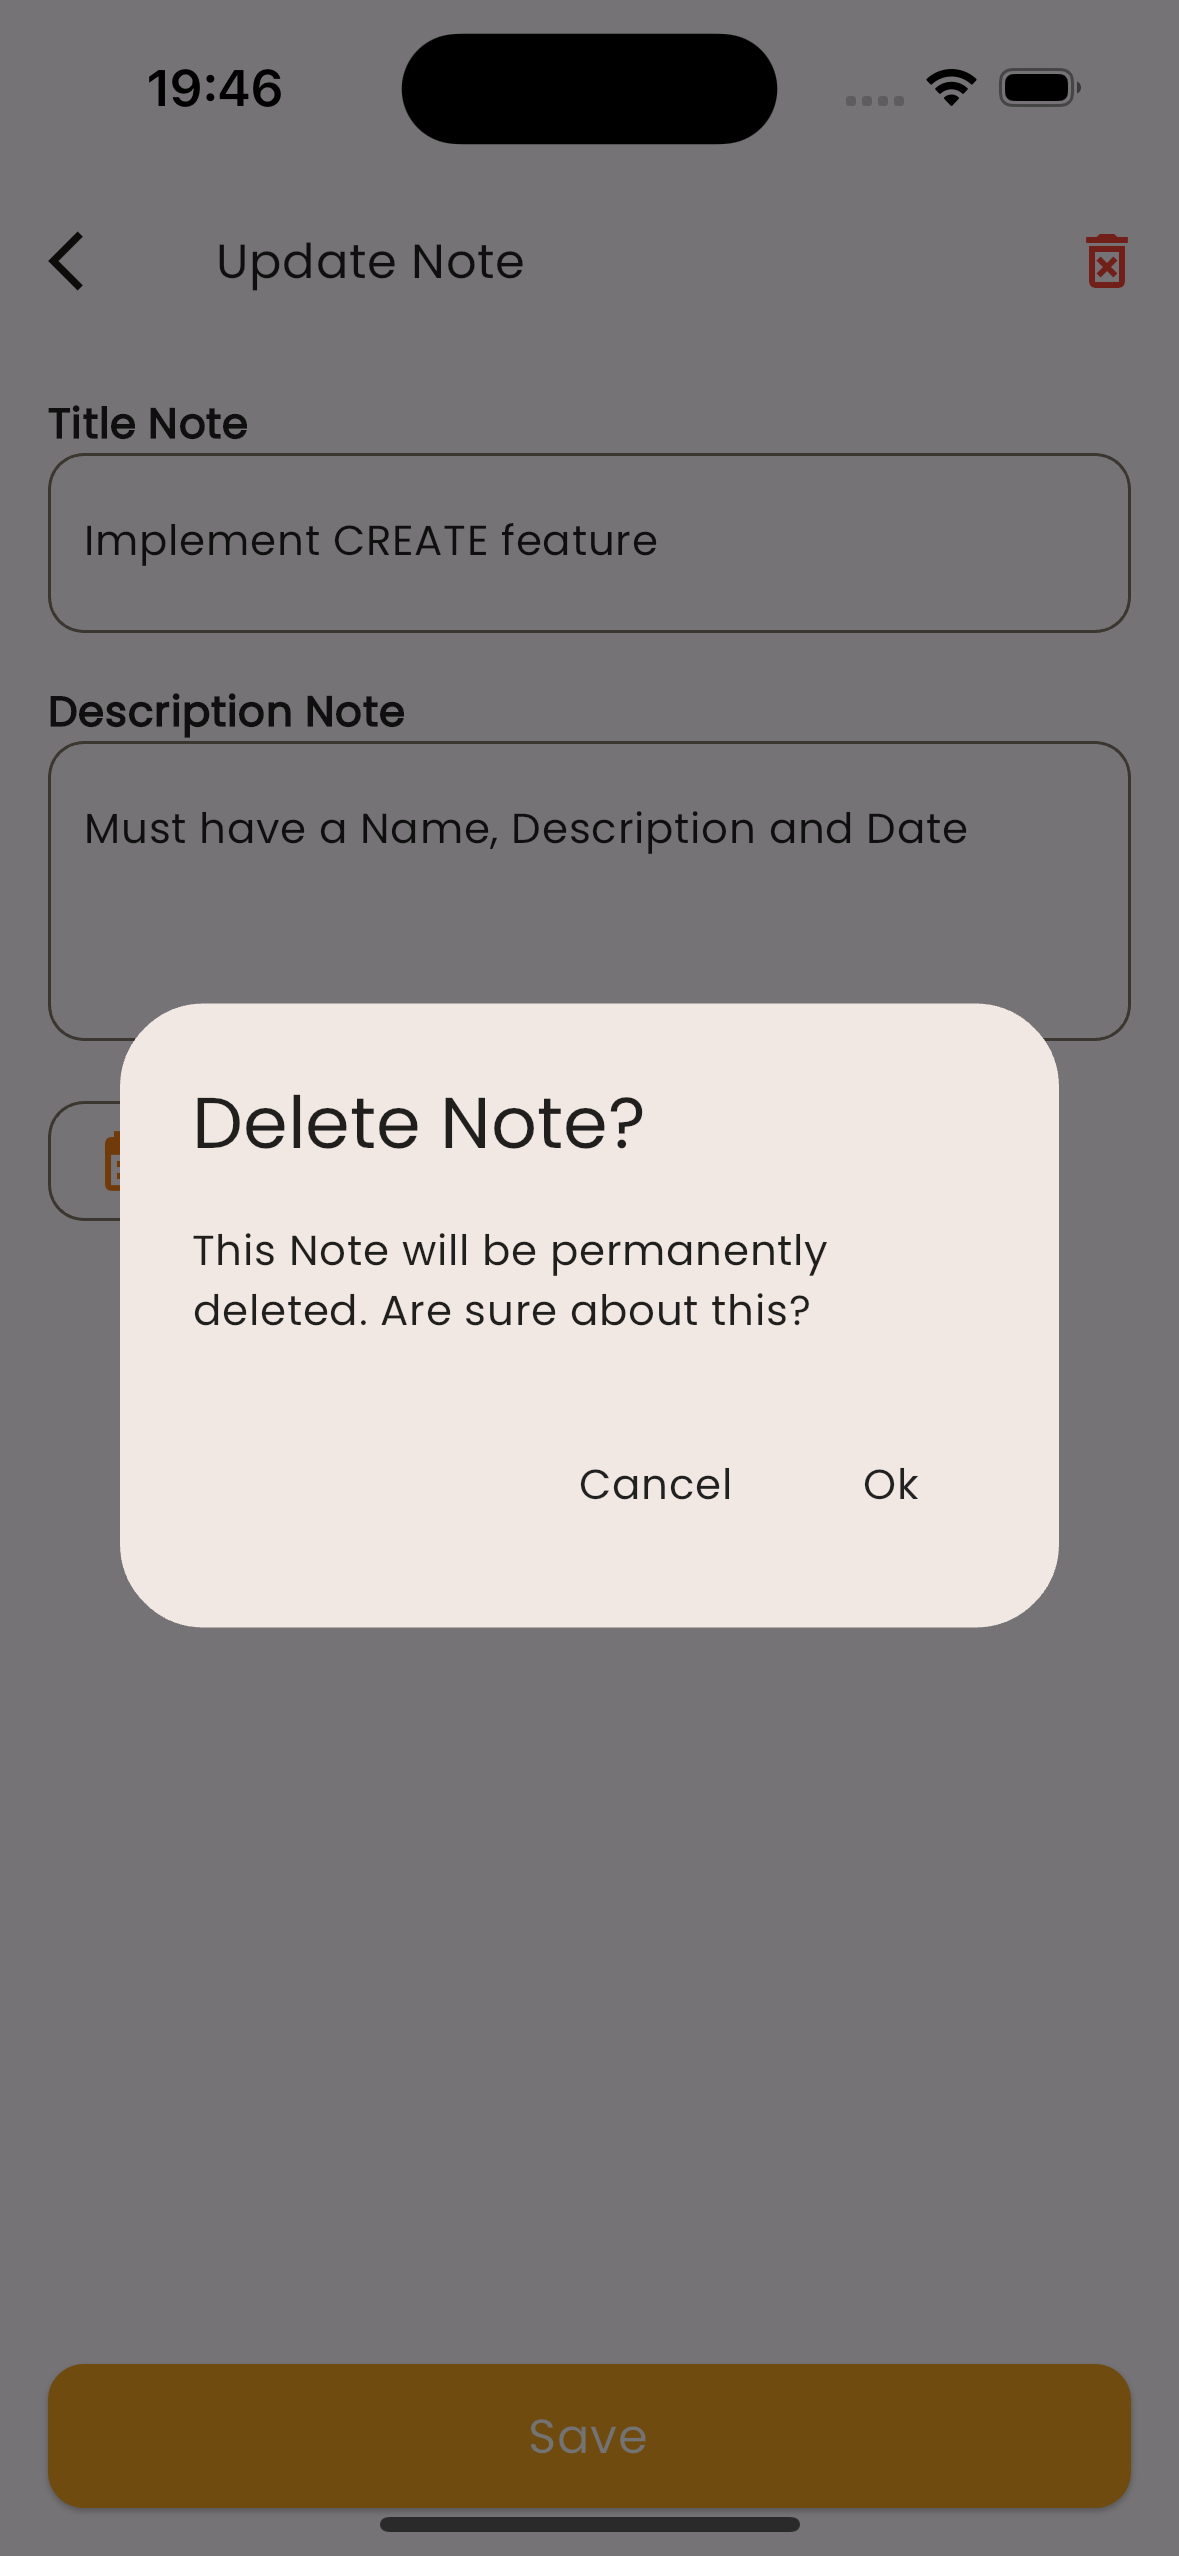 19:46
Update Note
Title Note
Implement CREATE feature
Description Note
Must have a Name, Description and Date
Delete Note?
This Note will be permanently
deleted. Are sure about this?
Cancel Ok
Save